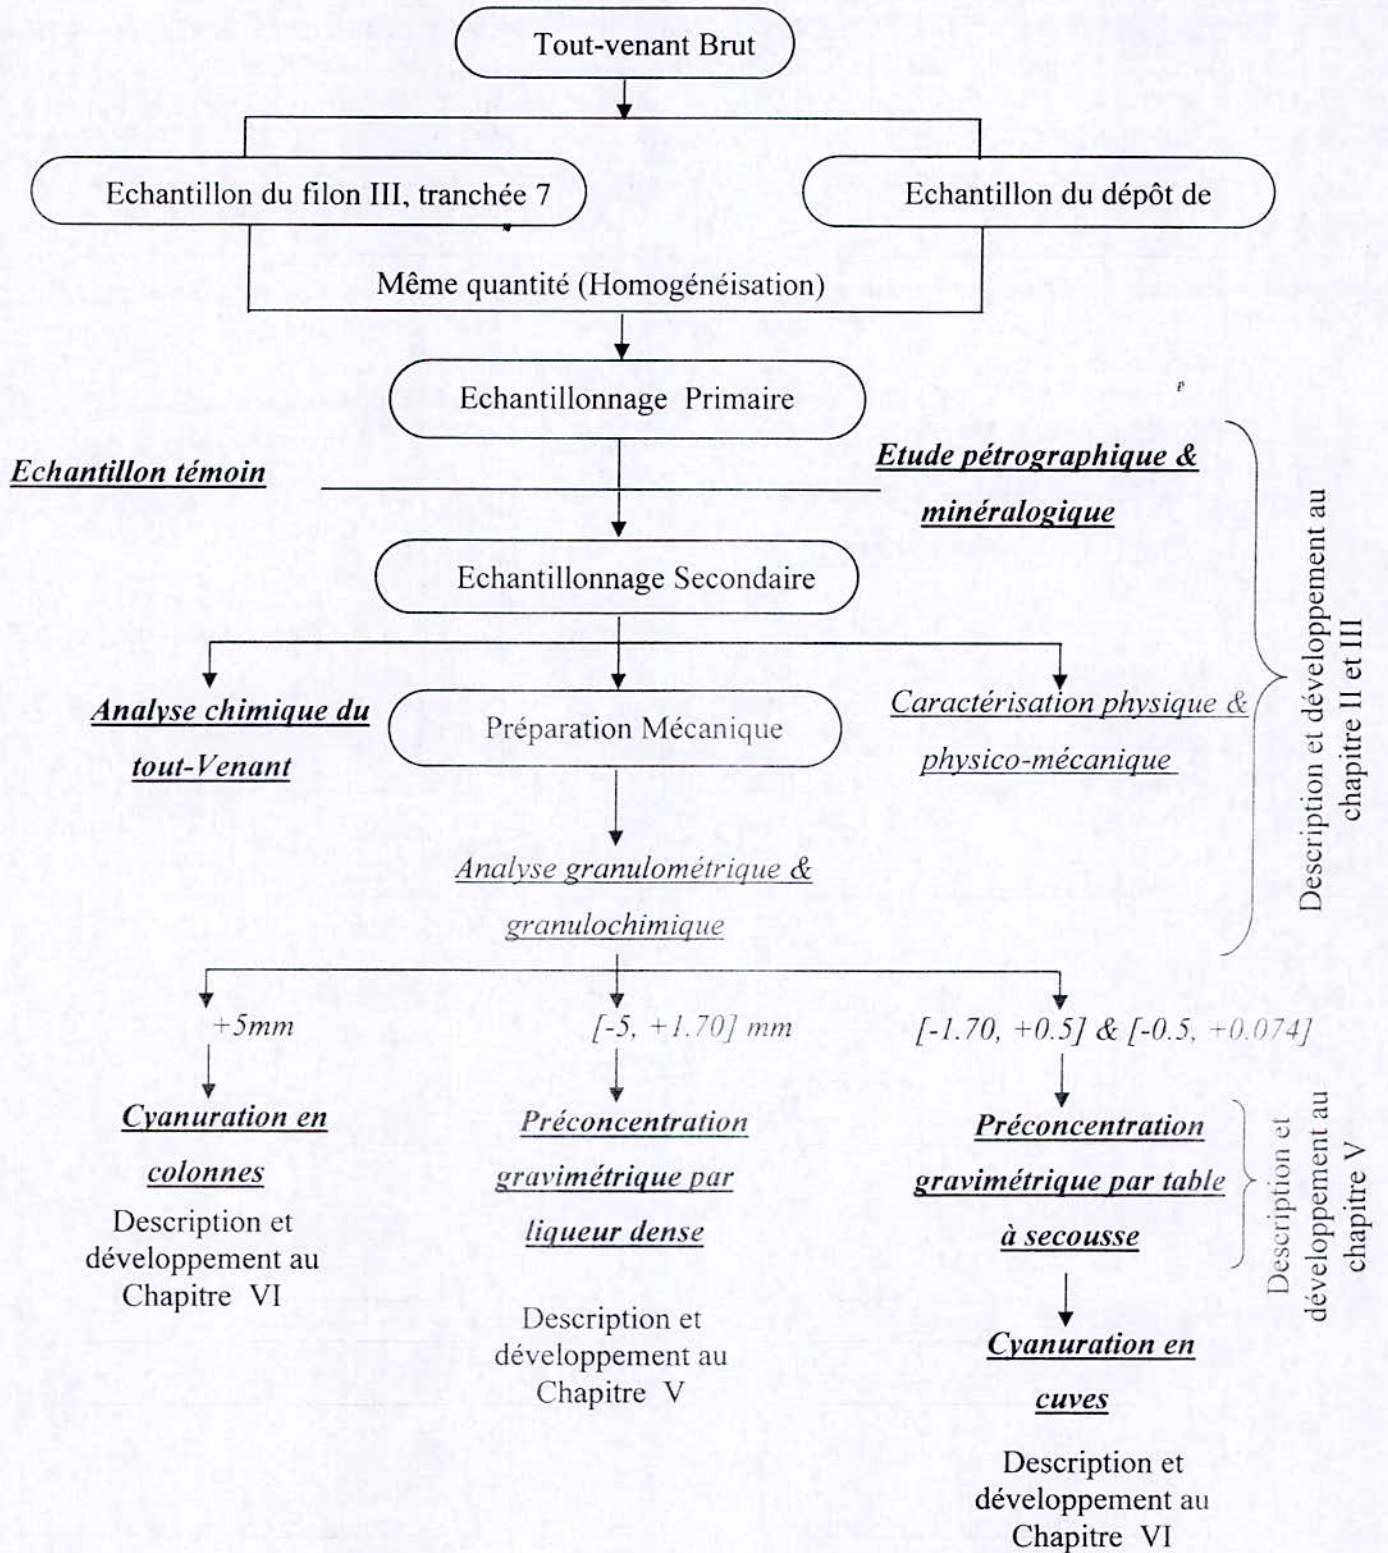 Tout-venant Brut
Echantillon du filon III, tranchée 7
Echantillon du dépôt de
Même quantité (Homogénéisation)
Echantillonnage Primaire
Echantillon témoin
Etude pétrographique &
minéralogique
Echantillonnage Secondaire
Analyse chimique du
tout-Venant
Préparation Mécanique
Caractérisation physique &
physico-mécanique
Analyse granulométrique &
granulochimique
Description et développement au
chapitre II et III
+5mm
[-5, +1.70] mm
[-1.70, +0.5] & [-0.5, +0.074]
Cyanuration en
colonnes
Description et
développement au
Chapitre VI
Préconcentration
gravimétrique par
liqueur dense
Description et
développement au
Chapitre V
Préconcentration
gravimétrique par table
à secousse
Description et
développement au
chapitre V
Cyanuration en
cuves
Description et
développement au
Chapitre VI